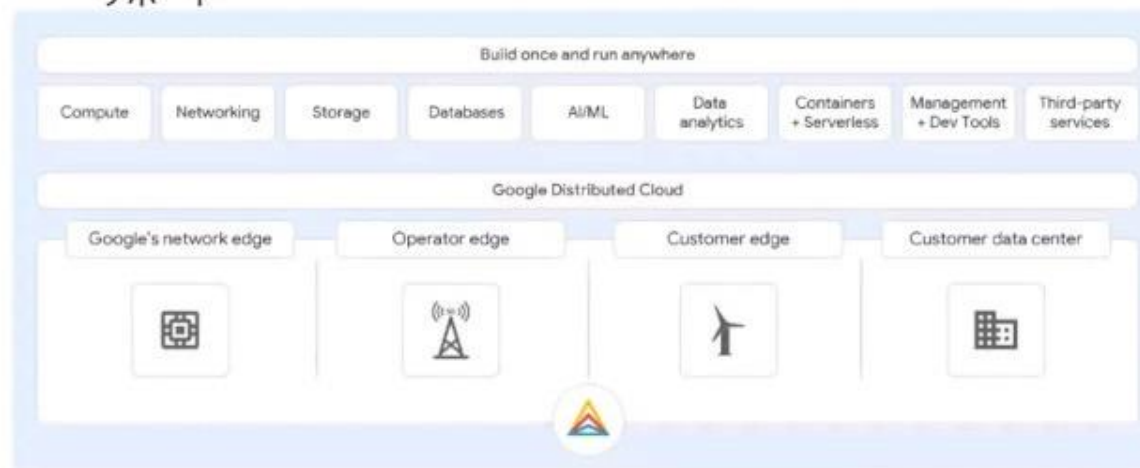 Build once and run anywhere
Compute
Networking
Storage
Databases
AI/ML
Data
analytics
Containers
+ Serverless
Management
+ Dev Tools
Third-party
services
Google Distributed Cloud
Google's network edge
Operator edge
Customer edge
Customer data center